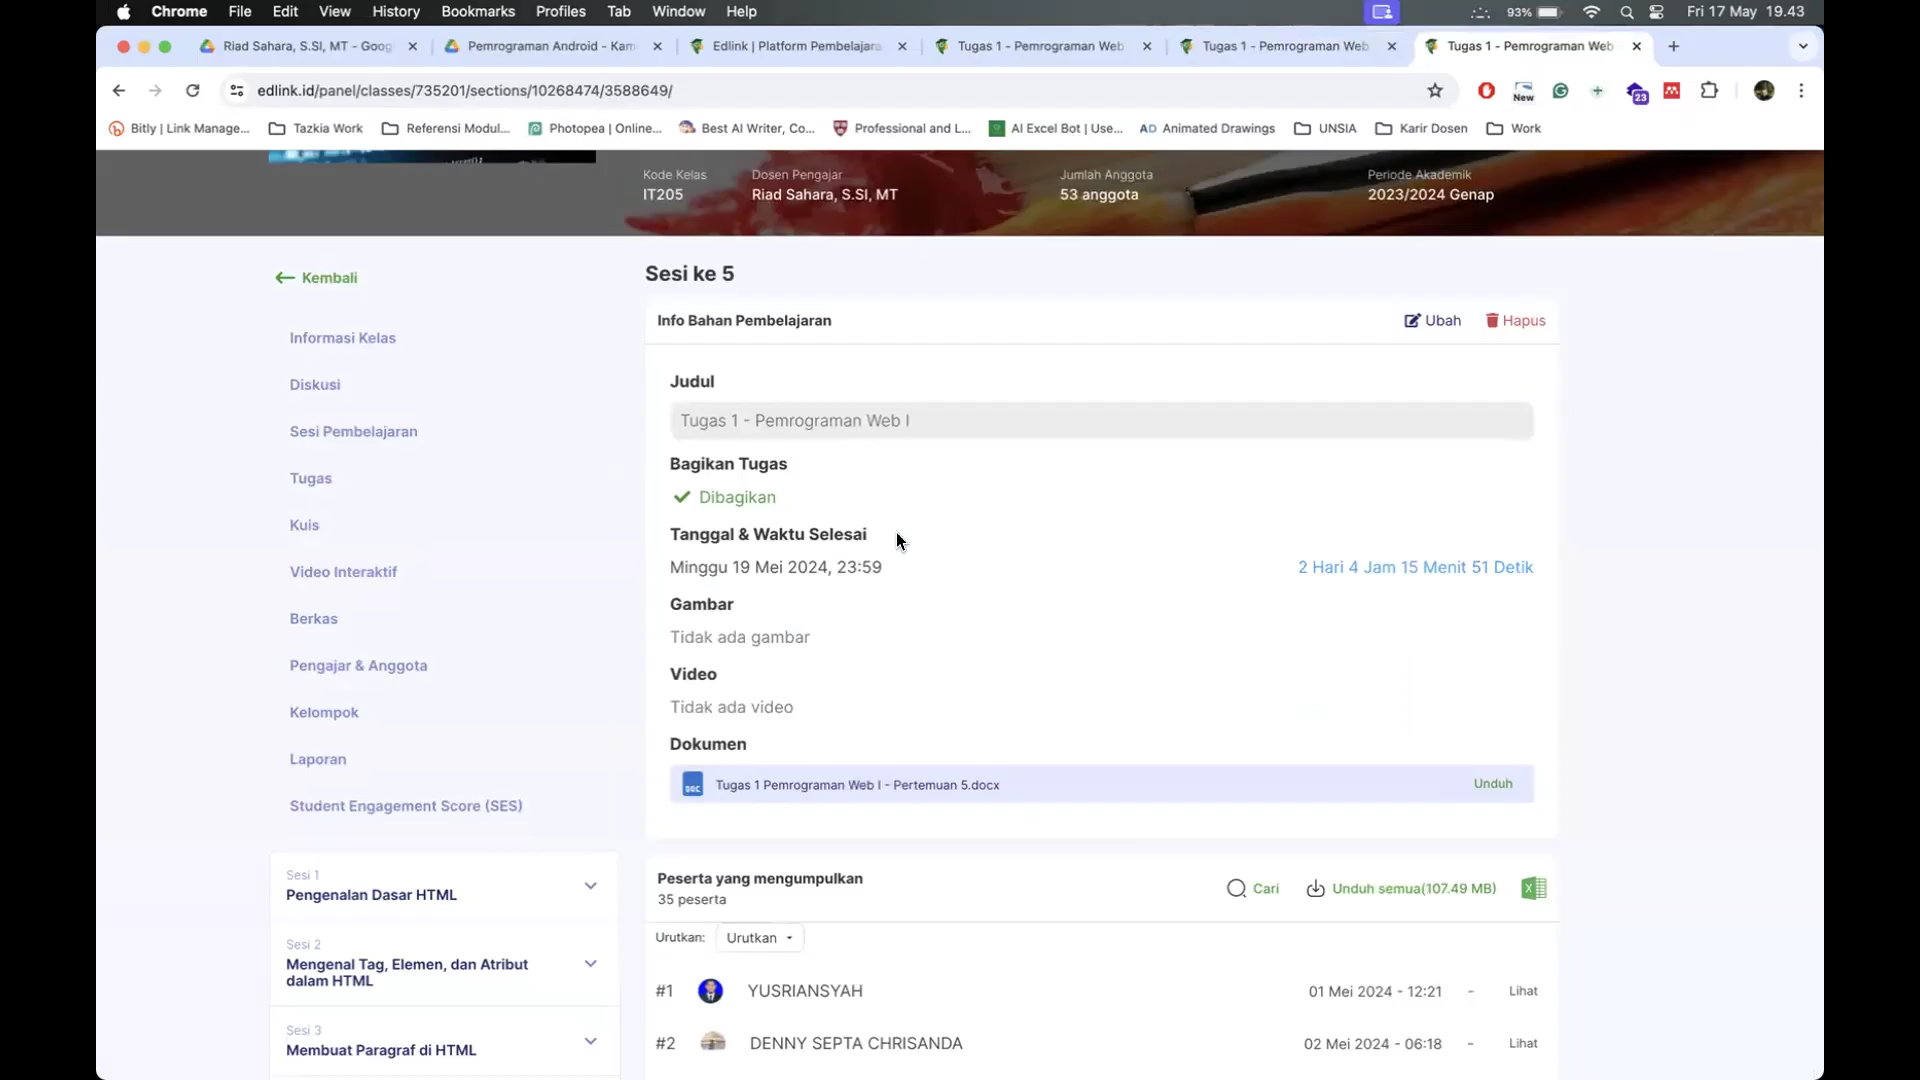 Chrome File Edit View History Bookmarks Profiles Tab Window Help 93% Fri 17 May 19.43
Riad Sahara, S.SI, MT - Goog Pemrograman Android - Kam Edlink | Platform Pembelajara Tugas 1 - Pemrograman Web Tugas 1 - Pemrograman Web Tugas 1 - Pemrograman Web
edlink.id/panel/classes/735201/sections/10268474/3588649/ New 23
Bitly | Link Manage... Tazkia Work Referensi Modul... Photopea | Online... Best AI Writer, Co... Professional and L... AI Excel Bot | Use... AD Animated Drawings UNSIA Karir Dosen Work
Kode Kelas Dosen Pengajar Jumlah Anggota Periode Akademik
IT205 Riad Sahara, S.SI, MT 53 anggota 2023/2024 Genap
Kembali
Informasi Kelas
Diskusi
Sesi Pembelajaran
Tugas
Kuis
Video Interaktif
Berkas
Pengajar & Anggota
Kelompok
Laporan
Student Engagement Score (SES)
Sesi 1
Pengenalan Dasar HTML
Sesi 2
Mengenal Tag, Elemen, dan Atribut
dalam HTML
Sesi 3
Membuat Paragraf di HTML
Sesi ke 5
Info Bahan Pembelajaran Ubah Hapus
Judul
Tugas 1 - Pemrograman Web I
Bagikan Tugas
Dibagikan
Tanggal & Waktu Selesai
Minggu 19 Mei 2024, 23:59 2 Hari 4 Jam 15 Menit 51 Detik
Gambar
Tidak ada gambar
Video
Tidak ada video
Dokumen
DOC Tugas 1 Pemrograman Web I - Pertemuan 5.docx Unduh
Peserta yang mengumpulkan
35 peserta
Cari Unduh semua(107.49 MB)
Urutkan: Urutkan
#1 YUSRIANSYAH 01 Mei 2024 - 12:21 - Lihat
#2 DENNY SEPTA CHRISANDA 02 Mei 2024 - 06:18 - Lihat